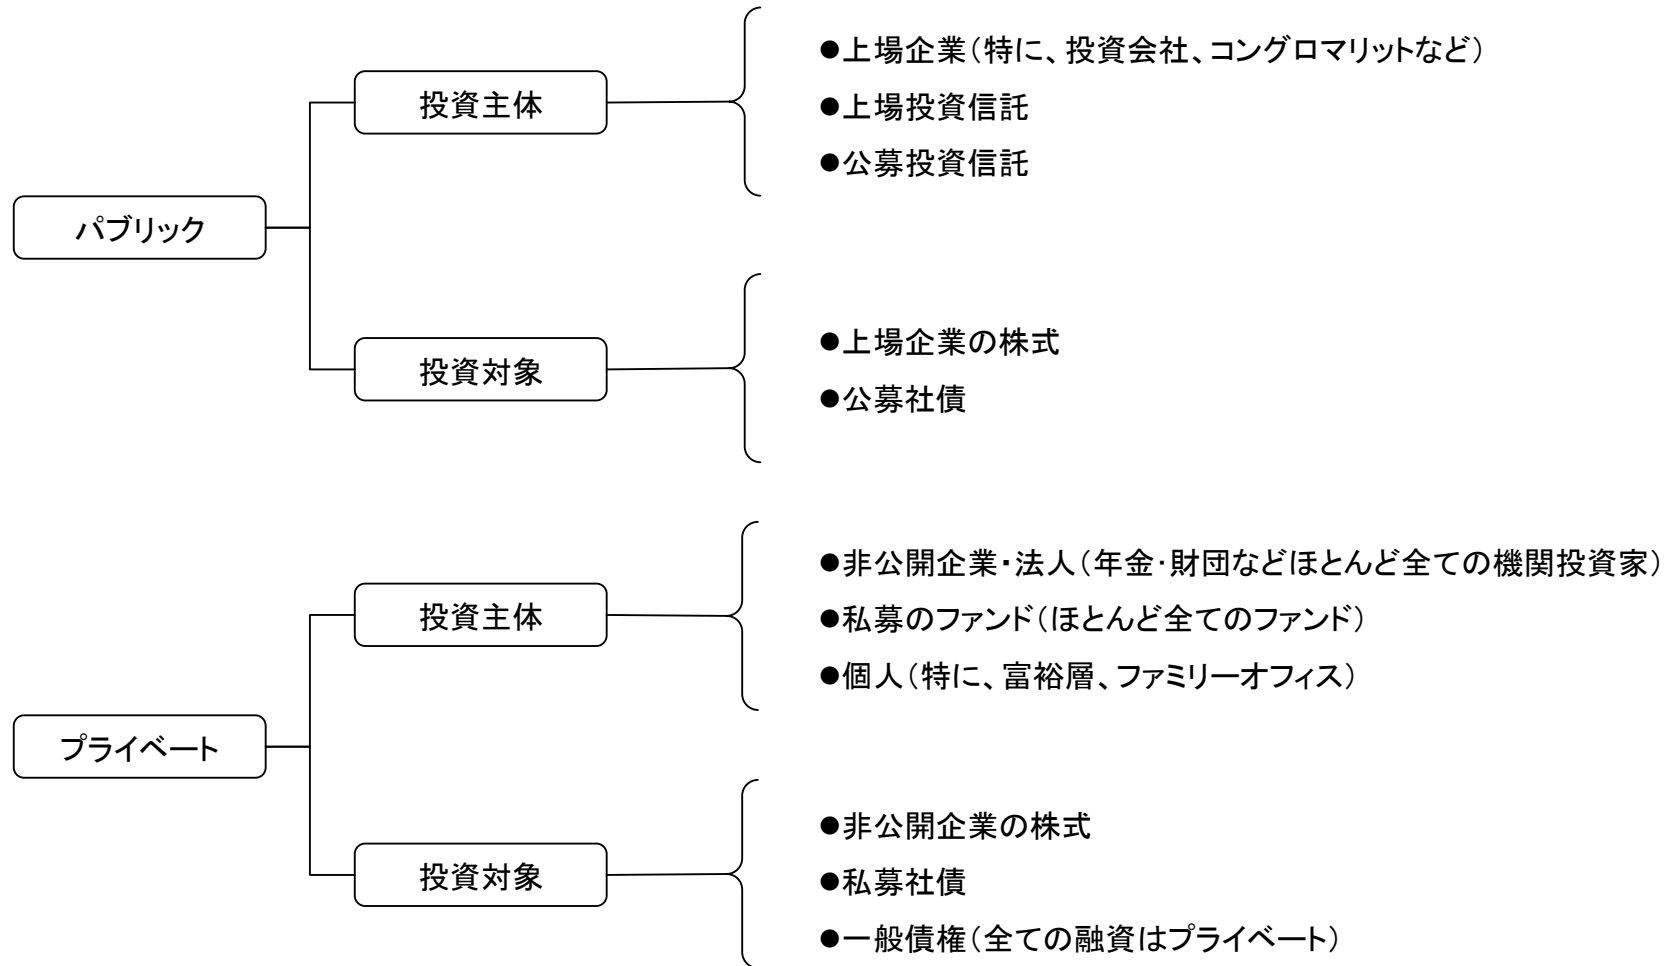 パブリック
投資主体
●上場企業(特に、投資会社、コングロマリットなど)
●上場投資信託
●公募投資信託
投資対象
●上場企業の株式
●公募社債
プライベート
投資主体
●非公開企業・法人(年金・財団などほとんど全ての機関投資家)
●私募のファンド(ほとんど全てのファンド)
●個人(特に、富裕層、ファミリーオフィス)
投資対象
●非公開企業の株式
●私募社債
●一般債権(全ての融資はプライベート)